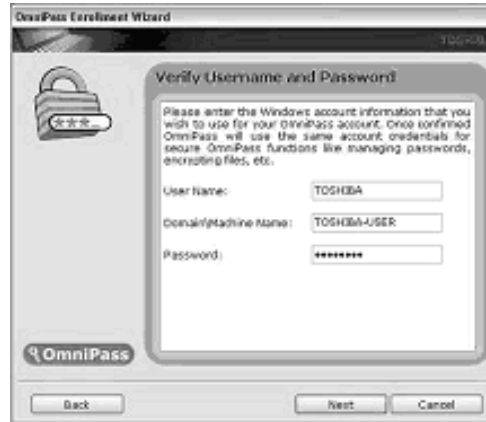 OmniPass Enrollment Wizard
TOSHIBA
***_
Verify Username and Password
Please enter the Windows account information that you
wish to use for your OmniPass account. Once confirmed
OmniPass will use the same account credentials for
secure OmniPass functions like managing passwords,
encrypting files, etc.
User Name: TOSHIBA
Domain\Machine Name: TOSHIBA-USER
Password: ********
OmniPass
Back Next Cancel